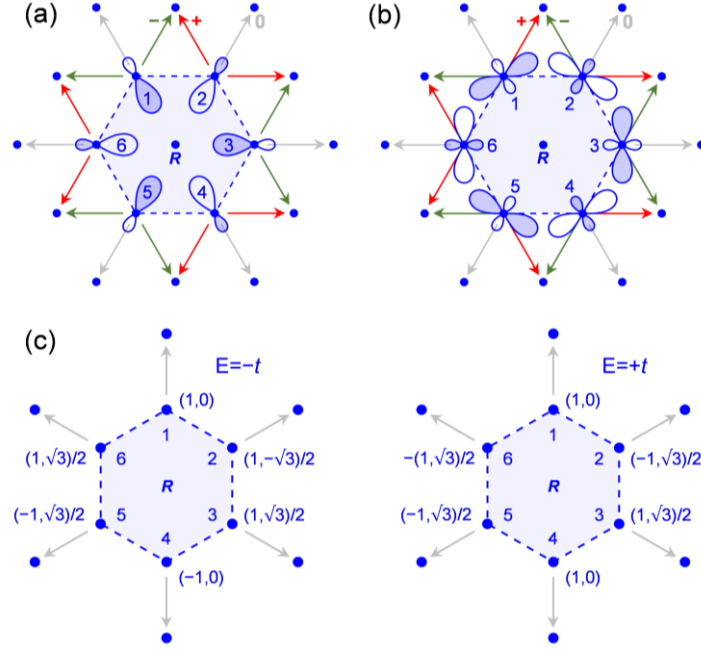 (a)
− +
0
1 2
6 R 3
5 4
(b)
+ −
0
1 2
6 R 3
5 4
(c)
E=−t
(1,0)
1
(1,√3)/2 6 2 (1,−√3)/2
R
(−1,√3)/2 5 3 (1,√3)/2
4
(−1,0)
E=+t
(1,0)
1
-(1,√3)/2 6 2 (−1,√3)/2
R
(−1,√3)/2 5 3 (1,√3)/2
4
(1,0)